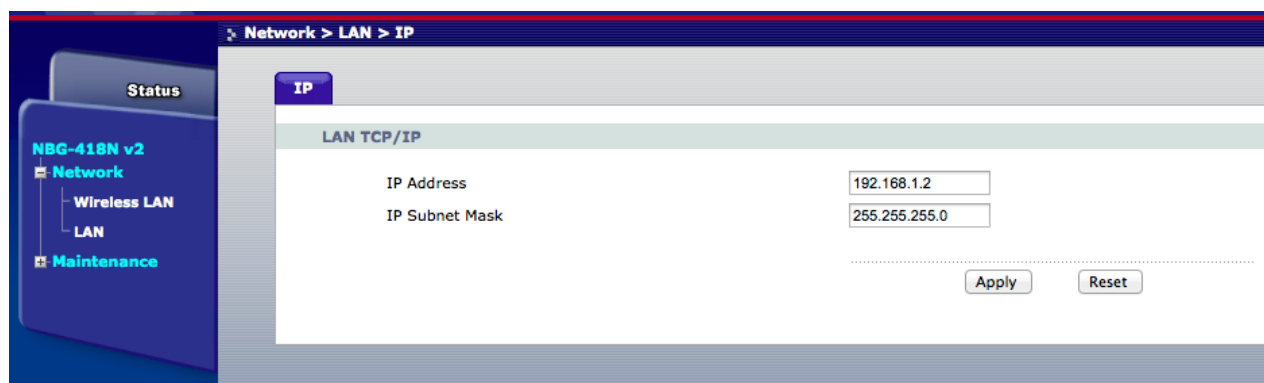 Network > LAN > IP
Status
IP
LAN TCP/IP
NBG-418N v2
Network
Wireless LAN
LAN
Maintenance
IP Address
192.168.1.2
IP Subnet Mask
255.255.255.0
Apply
Reset